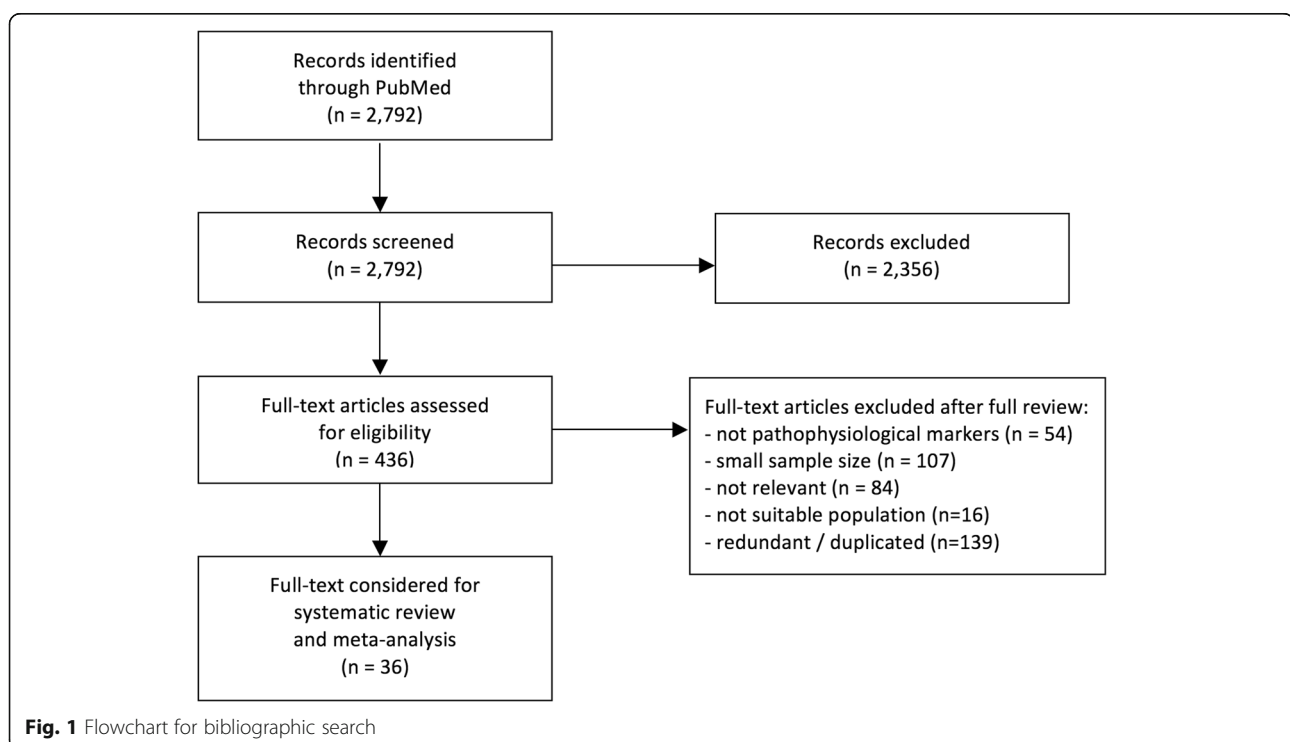 Records identified
through PubMed
(n = 2,792)
Records screened
(n = 2,792)
Records excluded
(n = 2,356)
Full-text articles assessed
for eligibility
(n = 436)
Full-text articles excluded after full review:
- not pathophysiological markers (n = 54)
- small sample size (n = 107)
- not relevant (n = 84)
- not suitable population (n=16)
- redundant / duplicated (n=139)
Full-text considered for
systematic review
and meta-analysis
(n = 36)
Fig. 1 Flowchart for bibliographic search